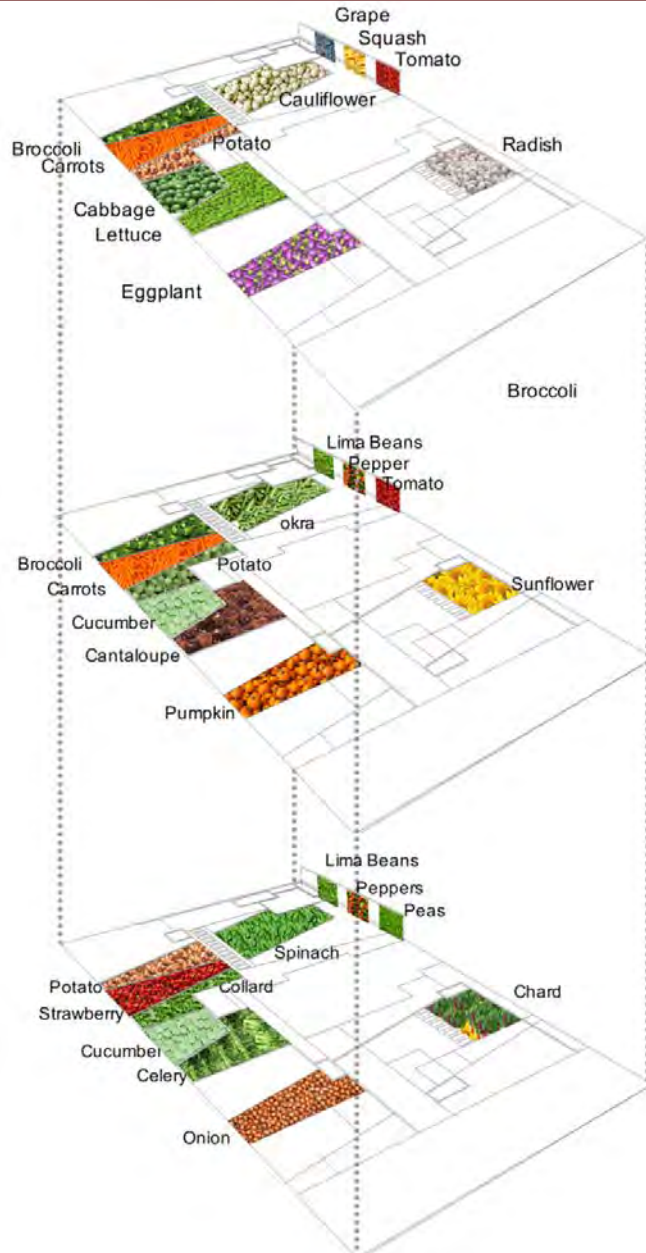 Grape
Squash
Tomato
Cauliflower
Radish
Potato
Broccoli
Carrots
Cabbage
Lettuce
Eggplant
Broccoli
Lima Beans
Pepper
Tomato
okra
Broccoli
Potato
Carrots
Sunflower
Cucumber
Cantaloupe
Pumpkin
Lima Beans
Peppers
Peas
Spinach
Potato
Collard
Chard
Strawberry
Cucumber
Celery
Onion